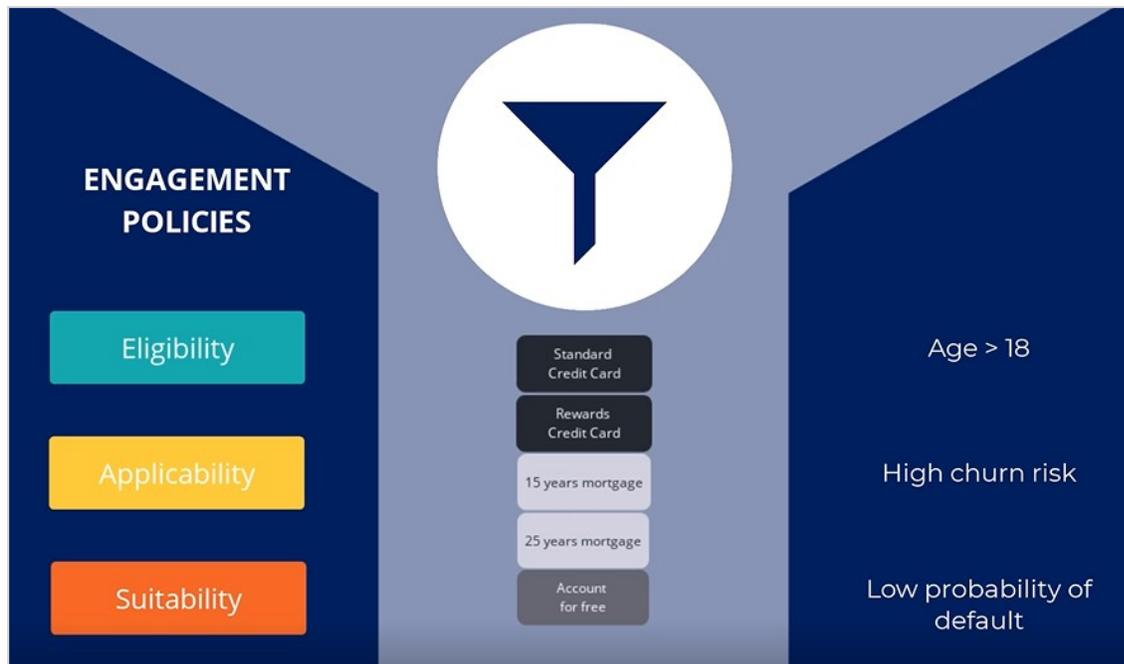 ENGAGEMENT
POLICIES
Eligibility
Applicability
Suitability
Standard
Credit Card
Rewards
Credit Card
15 years mortgage
25 years mortgage
Account
for free
Age > 18
High churn risk
Low probability of
default